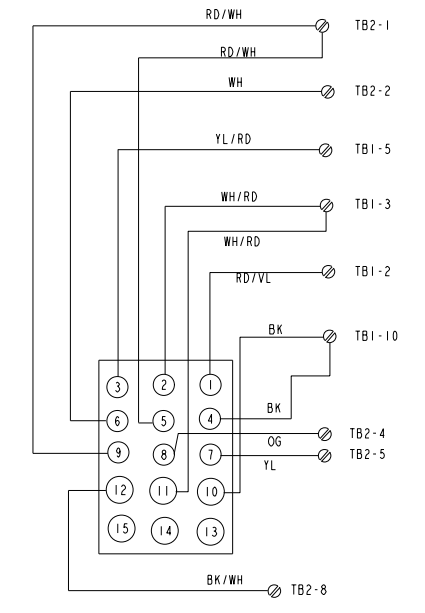 RD/WH
TB2-1
RD/WH
WH
TB2-2
YL/RD
TB1-5
WH/RD
TB1-3
WH/RD
TB1-2
RD/VL
BK
TB1-10
3 2 1
BK
6 5 4
TB2-4
OG
9 8 7
TB2-5
YL
12 11 10
15 14 13
BK/WH
TB2-8